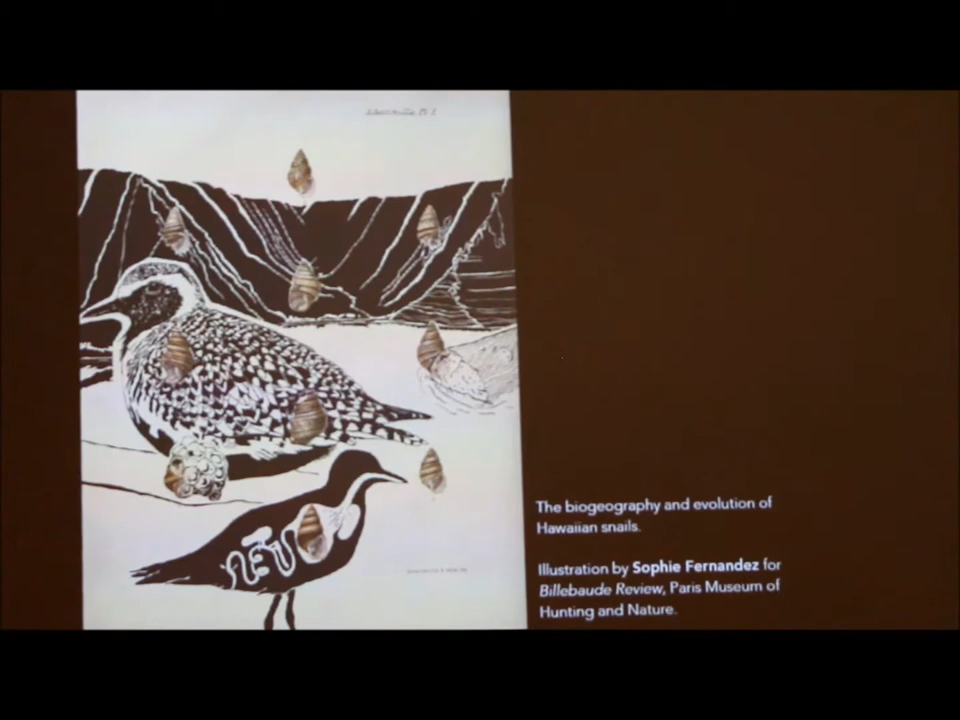 The biogeography and evolution of
Hawaiian snails.
Illustration by Sophie Fernandez for
Billebaude Review, Paris Museum of
Hunting and Nature.